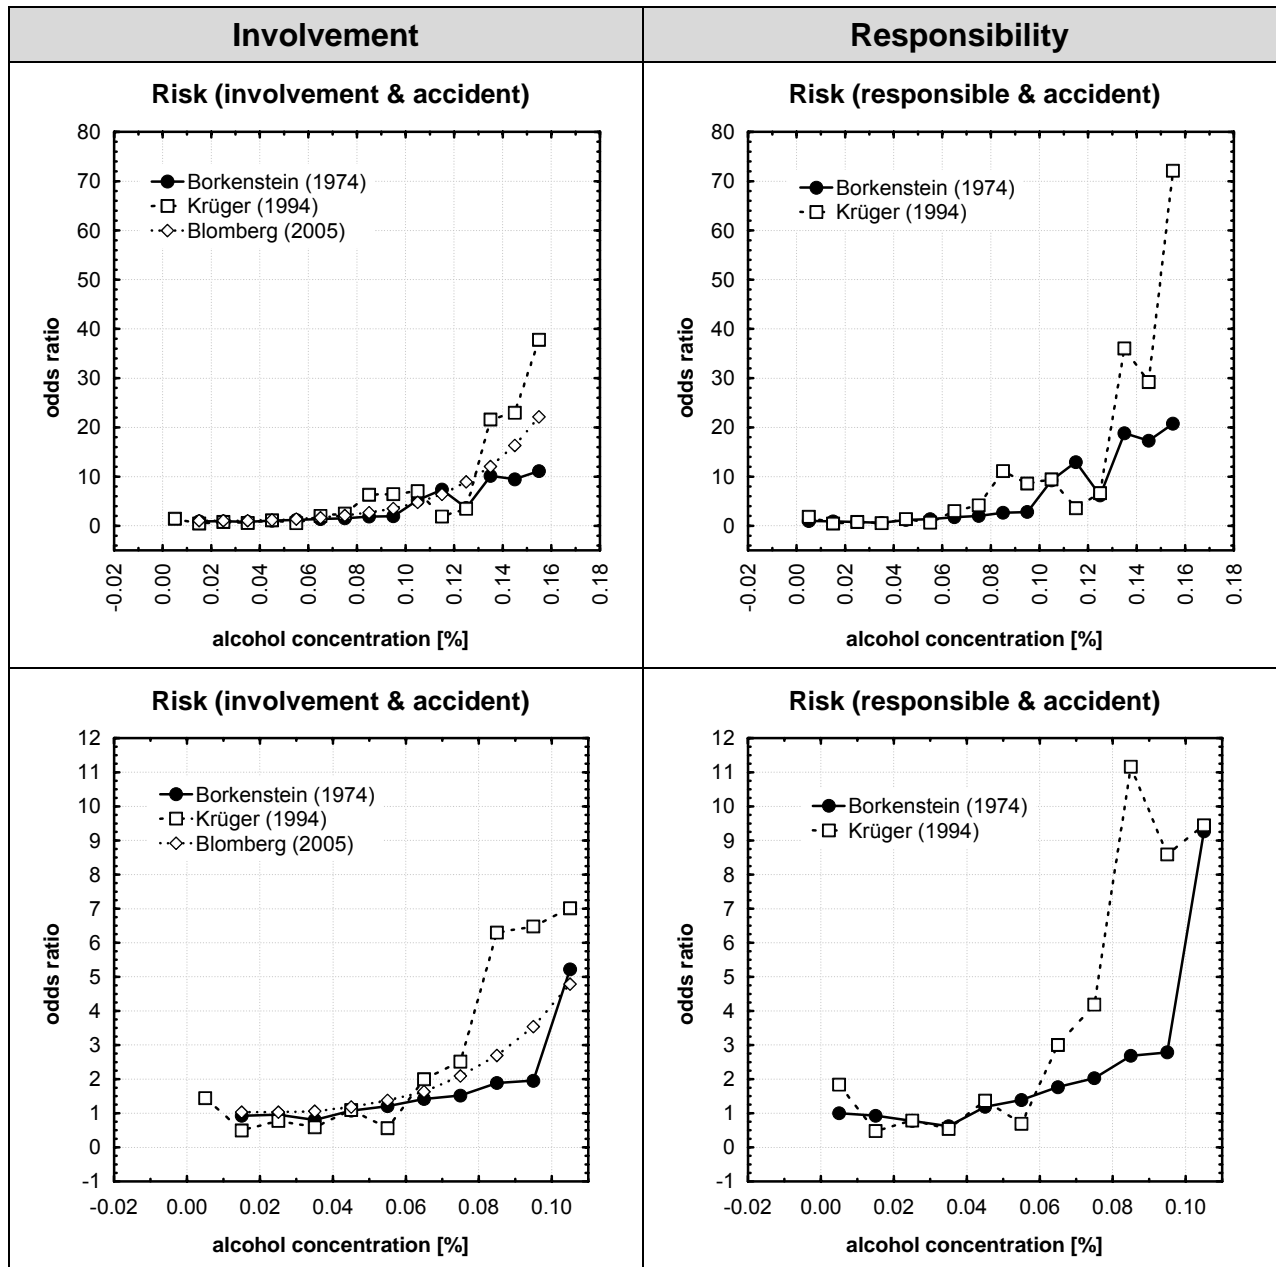 Involvement
Responsibility
Risk (involvement & accident)
80
70
60
50
40
30
20
10
0
odds ratio
Borkenstein (1974)
Krüger (1994)
Blomberg (2005)
-0.02
0.00
0.02
0.04
0.06
0.08
0.10
0.12
0.14
0.16
0.18
alcohol concentration [%]
Risk (responsible & accident)
80
70
60
50
40
30
20
10
0
odds ratio
Borkenstein (1974)
Krüger (1994)
-0.02
0.00
0.02
0.04
0.06
0.08
0.10
0.12
0.14
0.16
0.18
alcohol concentration [%]
Risk (involvement & accident)
12
11
10
9
8
7
6
5
4
3
2
1
0
-1
odds ratio
Borkenstein (1974)
Krüger (1994)
Blomberg (2005)
-0.02 0.00 0.02 0.04 0.06 0.08 0.10
alcohol concentration [%]
Risk (responsible & accident)
12
11
10
9
8
7
6
5
4
3
2
1
0
-1
odds ratio
Borkenstein (1974)
Krüger (1994)
-0.02 0.00 0.02 0.04 0.06 0.08 0.10
alcohol concentration [%]